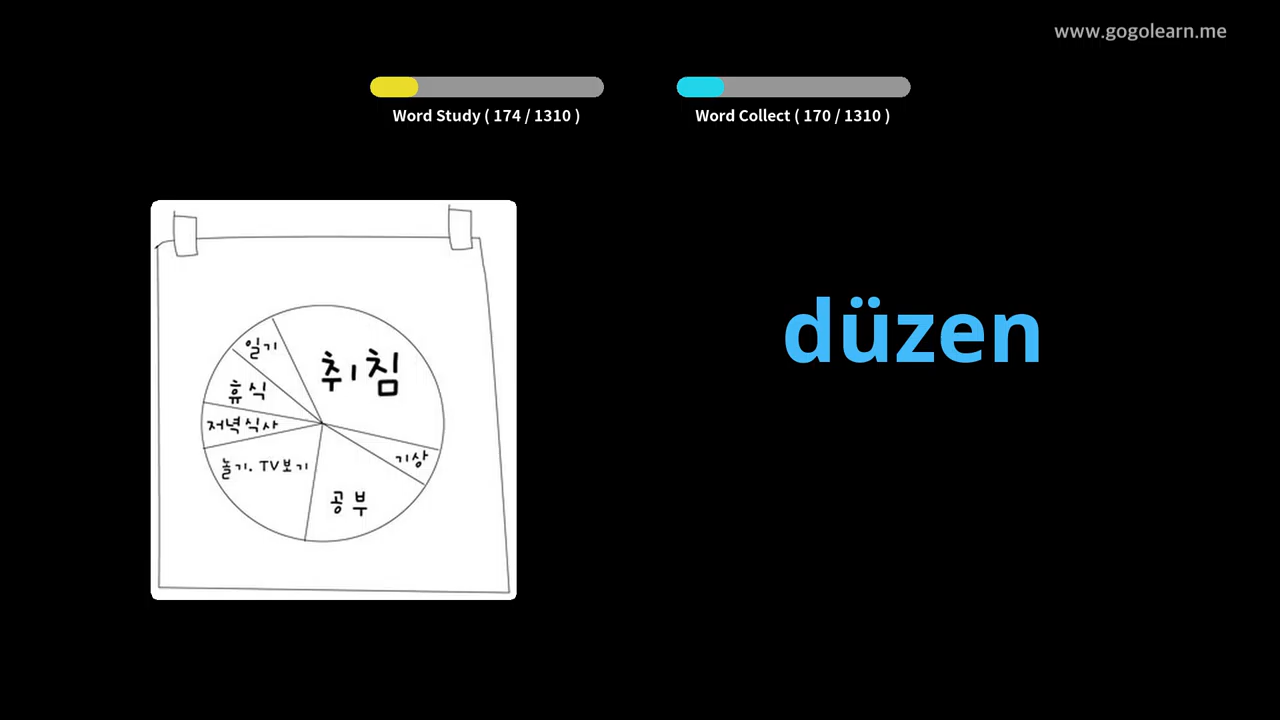 www.gogolearn.me
Word Study ( 174 / 1310 )
Word Collect ( 170 / 1310 )
일기
취침
휴식
저녁식사
놀기. TV보기
기상
공부
düzen